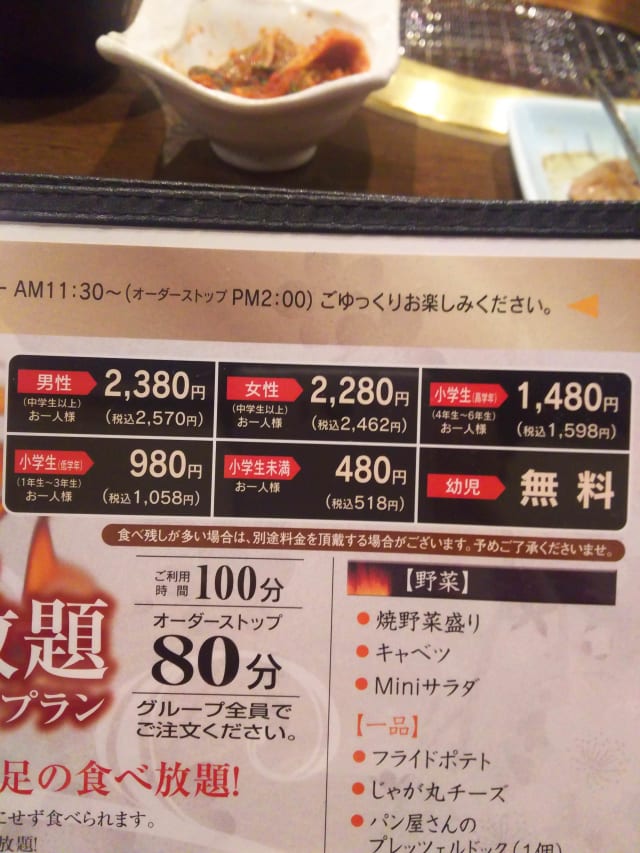 AM11:30〜(オーダーストップ PM2:00) ごゆっくりお楽しみください。
男性 2,380円
(中学生以上)
お一人様 (税込2,570円)
女性 2,280円
(中学生以上)
お一人様 (税込2,462円)
小学生(高学年) 1,480円
(4年生〜6年生)
お一人様 (税込1,598円)
小学生(低学年) 980円
(1年生〜3年生)
お一人様 (税込1,058円)
小学生未満 480円
お一人様 (税込518円)
幼児 無料
食べ残しが多い場合は、別途料金を頂戴する場合がございます。予めご了承くださいませ。
放題
プラン
足の食べ放題!
にせず食べられます。
放題!
ご利用時間 100分
オーダーストップ
80分
グループ全員で
ご注文ください。
【野菜】
● 焼野菜盛り
● キャベツ
● Miniサラダ
【一品】
● フライドポテト
● じゃが丸チーズ
● パン屋さんの
プレッツェルドック(1個)